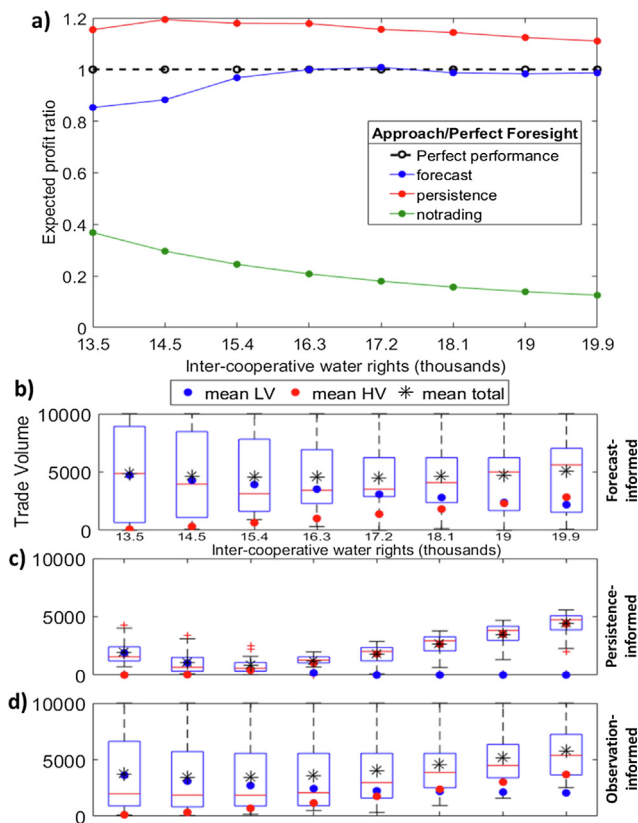 a)
1.2
1
0.8
0.6
0.4
0.2
0
Expected profit ratio
Approach/Perfect Foresight
Perfect performance
forecast
persistence
notrading
13.5 14.5 15.4 16.3 17.2 18.1 19 19.9
Inter-cooperative water rights (thousands)
b)
mean LV mean HV mean total
10000
5000
0
Trade Volume
13.5 14.5 15.4 16.3 17.2 18.1 19 19.9
Inter-cooperative water rights (thousands)
Forecast-
informed
c)
10000
5000
0
Persistence-
informed
d)
10000
5000
0
Observation-
informed